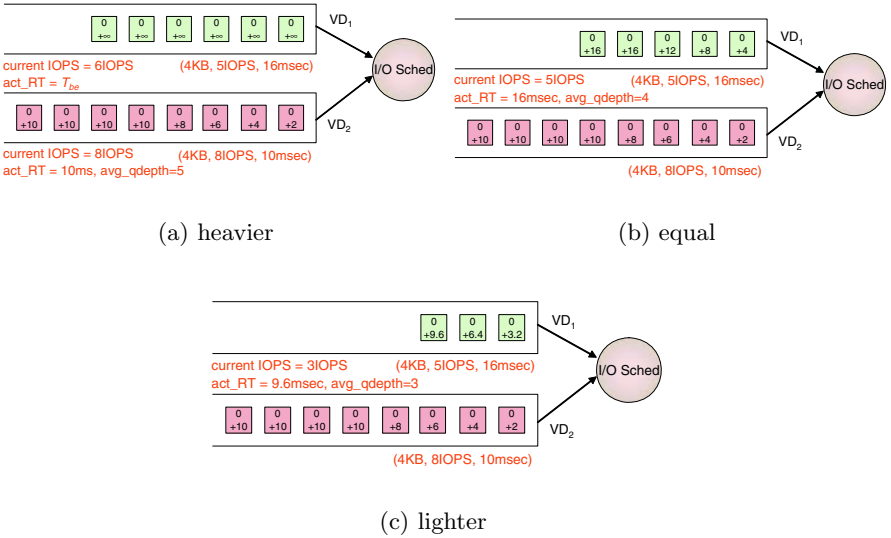 0 0 0 0 0 0
+∞ +∞ +∞ +∞ +∞ +∞
VD1
current IOPS = 6IOPS (4KB, 5IOPS, 16msec)
act_RT = Tbe
I/O Sched
0 0 0 0 0 0 0 0
+10 +10 +10 +10 +8 +6 +4 +2
VD2
current IOPS = 8IOPS (4KB, 8IOPS, 10msec)
act_RT = 10ms, avg_qdepth=5
(a) heavier
0 0 0 0 0
+16 +16 +12 +8 +4
VD1
(4KB, 5IOPS, 16msec)
current IOPS = 5IOPS
act_RT = 16msec, avg_qdepth=4
I/O Sched
0 0 0 0 0 0 0 0
+10 +10 +10 +10 +8 +6 +4 +2
VD2
(4KB, 8IOPS, 10msec)
(b) equal
0 0 0
+9.6 +6.4 +3.2
VD1
current IOPS = 3IOPS (4KB, 5IOPS, 16msec)
act_RT = 9.6msec, avg_qdepth=3
I/O Sched
0 0 0 0 0 0 0 0
+10 +10 +10 +10 +8 +6 +4 +2
VD2
(4KB, 8IOPS, 10msec)
(c) lighter